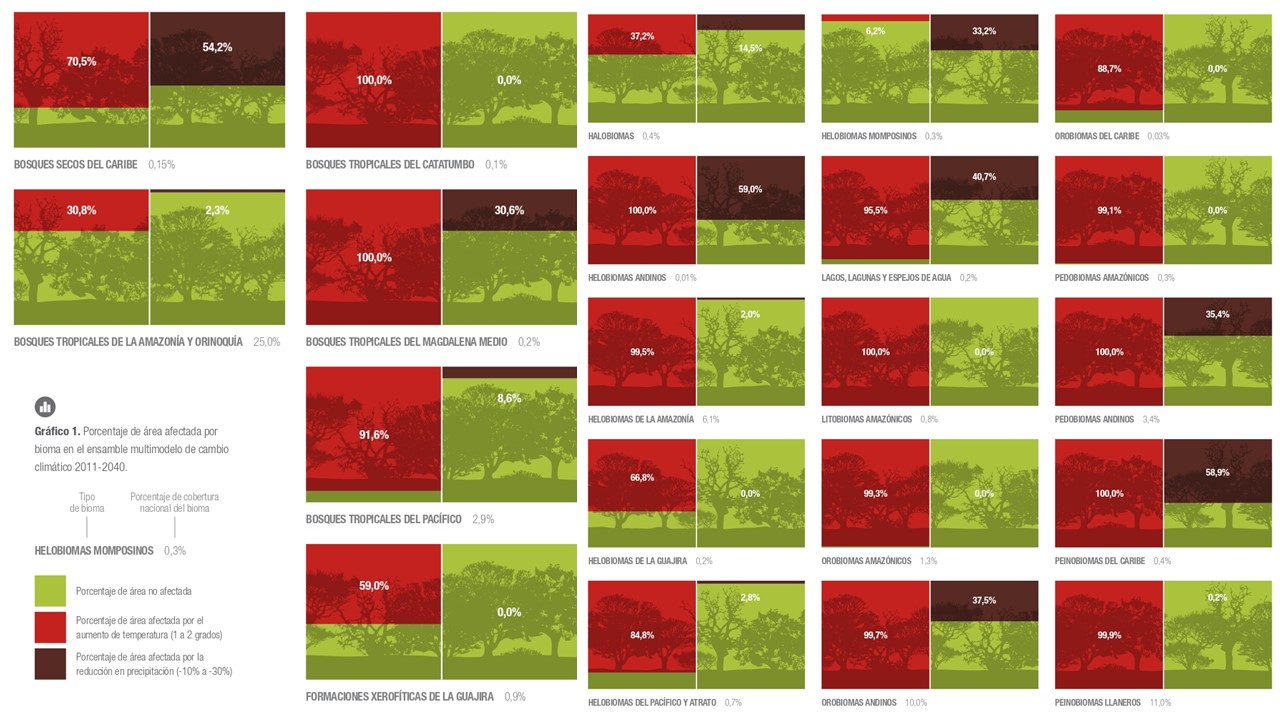 70,5%
54,2%
BOSQUES SECOS DEL CARIBE 0,15%
30,8%
2,3%
BOSQUES TROPICALES DE LA AMAZONÍA Y ORINOQUÍA 25,0%
Gráfico 1. Porcentaje de área afectada por
bioma en el ensamble multimodelo de cambio
climático 2011-2040.
Tipo
de bioma
Porcentaje de cobertura
nacional del bioma
HELOBIOMAS MOMPOSINOS 0,3%
Porcentaje de área no afectada
Porcentaje de área afectada por el
aumento de temperatura (1 a 2 grados)
Porcentaje de área afectada por la
reducción en precipitación (-10% a -30%)
100,0%
0,0%
BOSQUES TROPICALES DEL CATATUMBO 0,1%
100,0%
30,6%
BOSQUES TROPICALES DEL MAGDALENA MEDIO 0,2%
91,6%
8,6%
BOSQUES TROPICALES DEL PACÍFICO 2,9%
59,0%
0,0%
FORMACIONES XEROFÍTICAS DE LA GUAJIRA 0,9%
37,2%
14,5%
HALOBIOMAS 0,4%
100,0%
59,0%
HELOBIOMAS ANDINOS 0,01%
99,5%
2,0%
HELOBIOMAS DE LA AMAZONÍA 6,1%
66,8%
0,0%
HELOBIOMAS DE LA GUAJIRA 0,2%
84,8%
2,8%
HELOBIOMAS DEL PACÍFICO Y ATRATO 0,7%
6,2%
33,2%
HELOBIOMAS MOMPOSINOS 0,3%
95,5%
40,7%
LAGOS, LAGUNAS Y ESPEJOS DE AGUA 0,2%
100,0%
0,0%
LITOBIOMAS AMAZÓNICOS 0,8%
99,3%
0,0%
OROBIOMAS AMAZÓNICOS 1,3%
99,7%
37,5%
OROBIOMAS ANDINOS 10,0%
88,7%
0,0%
OROBIOMAS DEL CARIBE 0,03%
99,1%
0,0%
PEDOBIOMAS AMAZÓNICOS 0,3%
100,0%
35,4%
PEDOBIOMAS ANDINOS 3,4%
100,0%
58,9%
PEINOBIOMAS DEL CARIBE 0,4%
99,9%
0,2%
PEINOBIOMAS LLANEROS 11,0%